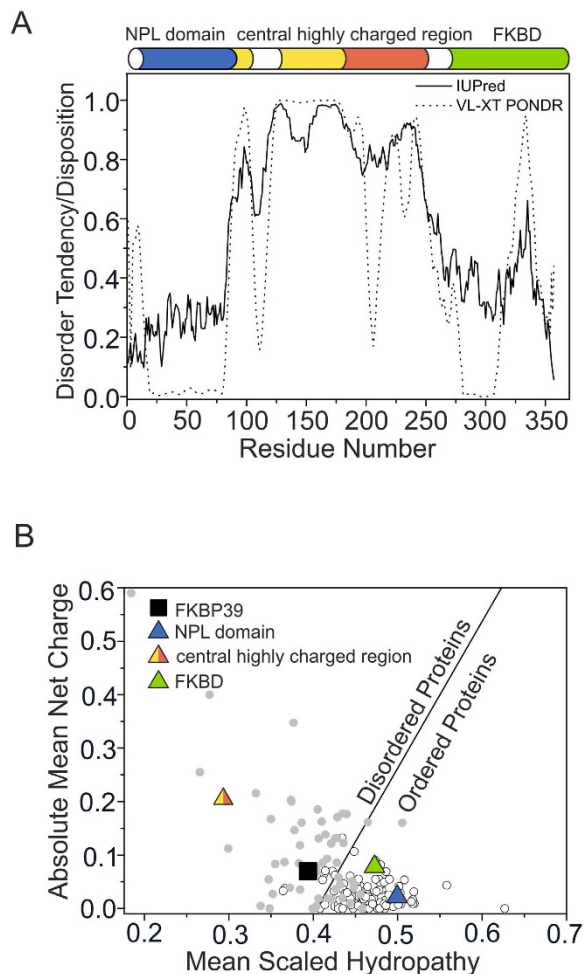 A
NPL domain central highly charged region FKBD
IUPred
VL-XT PONDR
Disorder Tendency/Disposition
1.0
0.8
0.6
0.4
0.2
0.0
0 50 100 150 200 250 300 350
Residue Number
B
Absolute Mean Net Charge
0.6
0.5
0.4
0.3
0.2
0.1
0.0
FKBP39
NPL domain
central highly charged region
FKBD
Disordered Proteins
Ordered Proteins
0.2 0.3 0.4 0.5 0.6 0.7
Mean Scaled Hydropathy